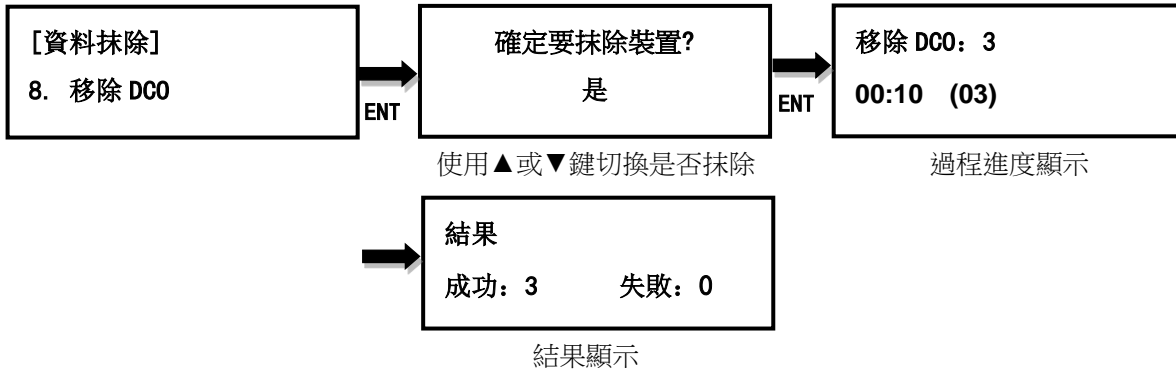 [資料抹除]
8. 移除 DCO
ENT
確定要抹除裝置?
是
使用▲或▼鍵切換是否抹除
ENT
移除 DCO: 3
00:10 (03)
過程進度顯示
結果
成功: 3 失敗: 0
結果顯示